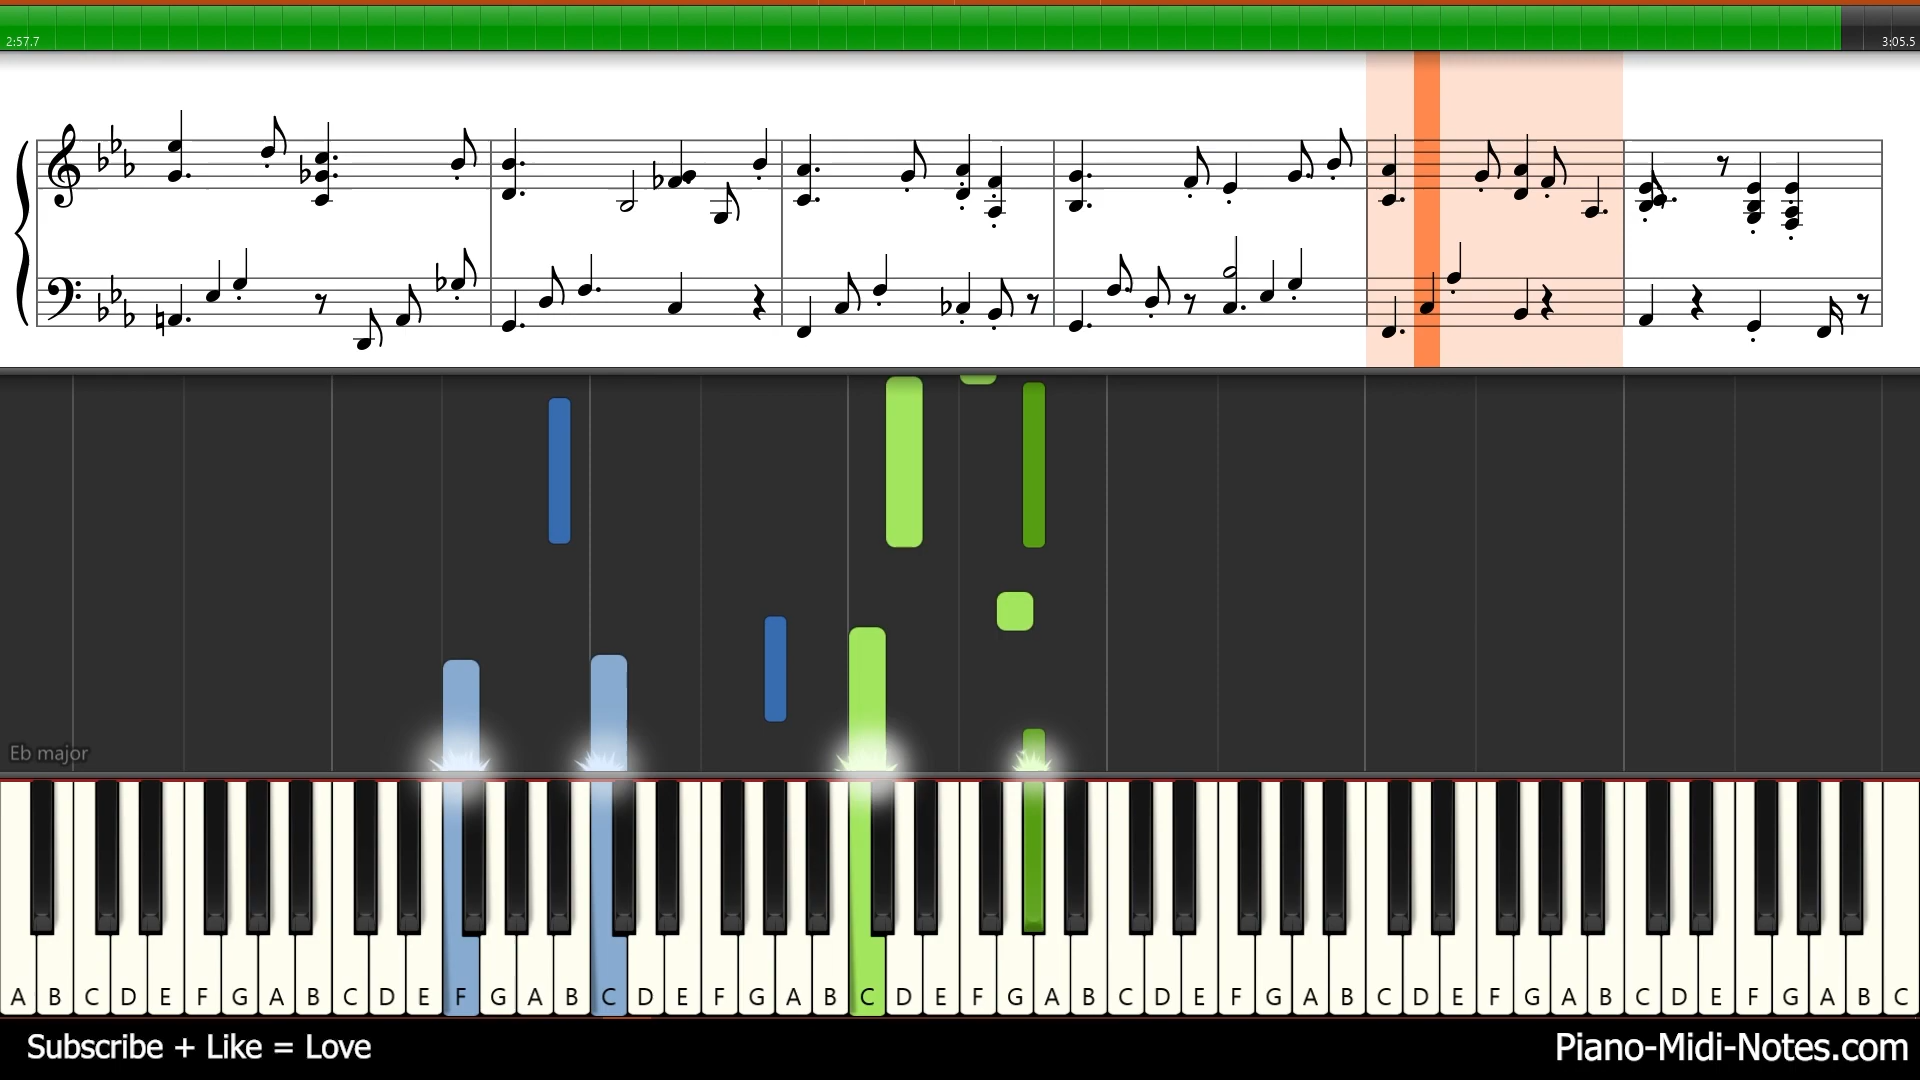 2:57.7
3:05.5
Eb major
A B C D E F G A B C D E F G A B C D E F G A B C D E F G A B C D E F G A B C D E F G A B C D E F G A B C
Subscribe + Like = Love
Piano-Midi-Notes.com